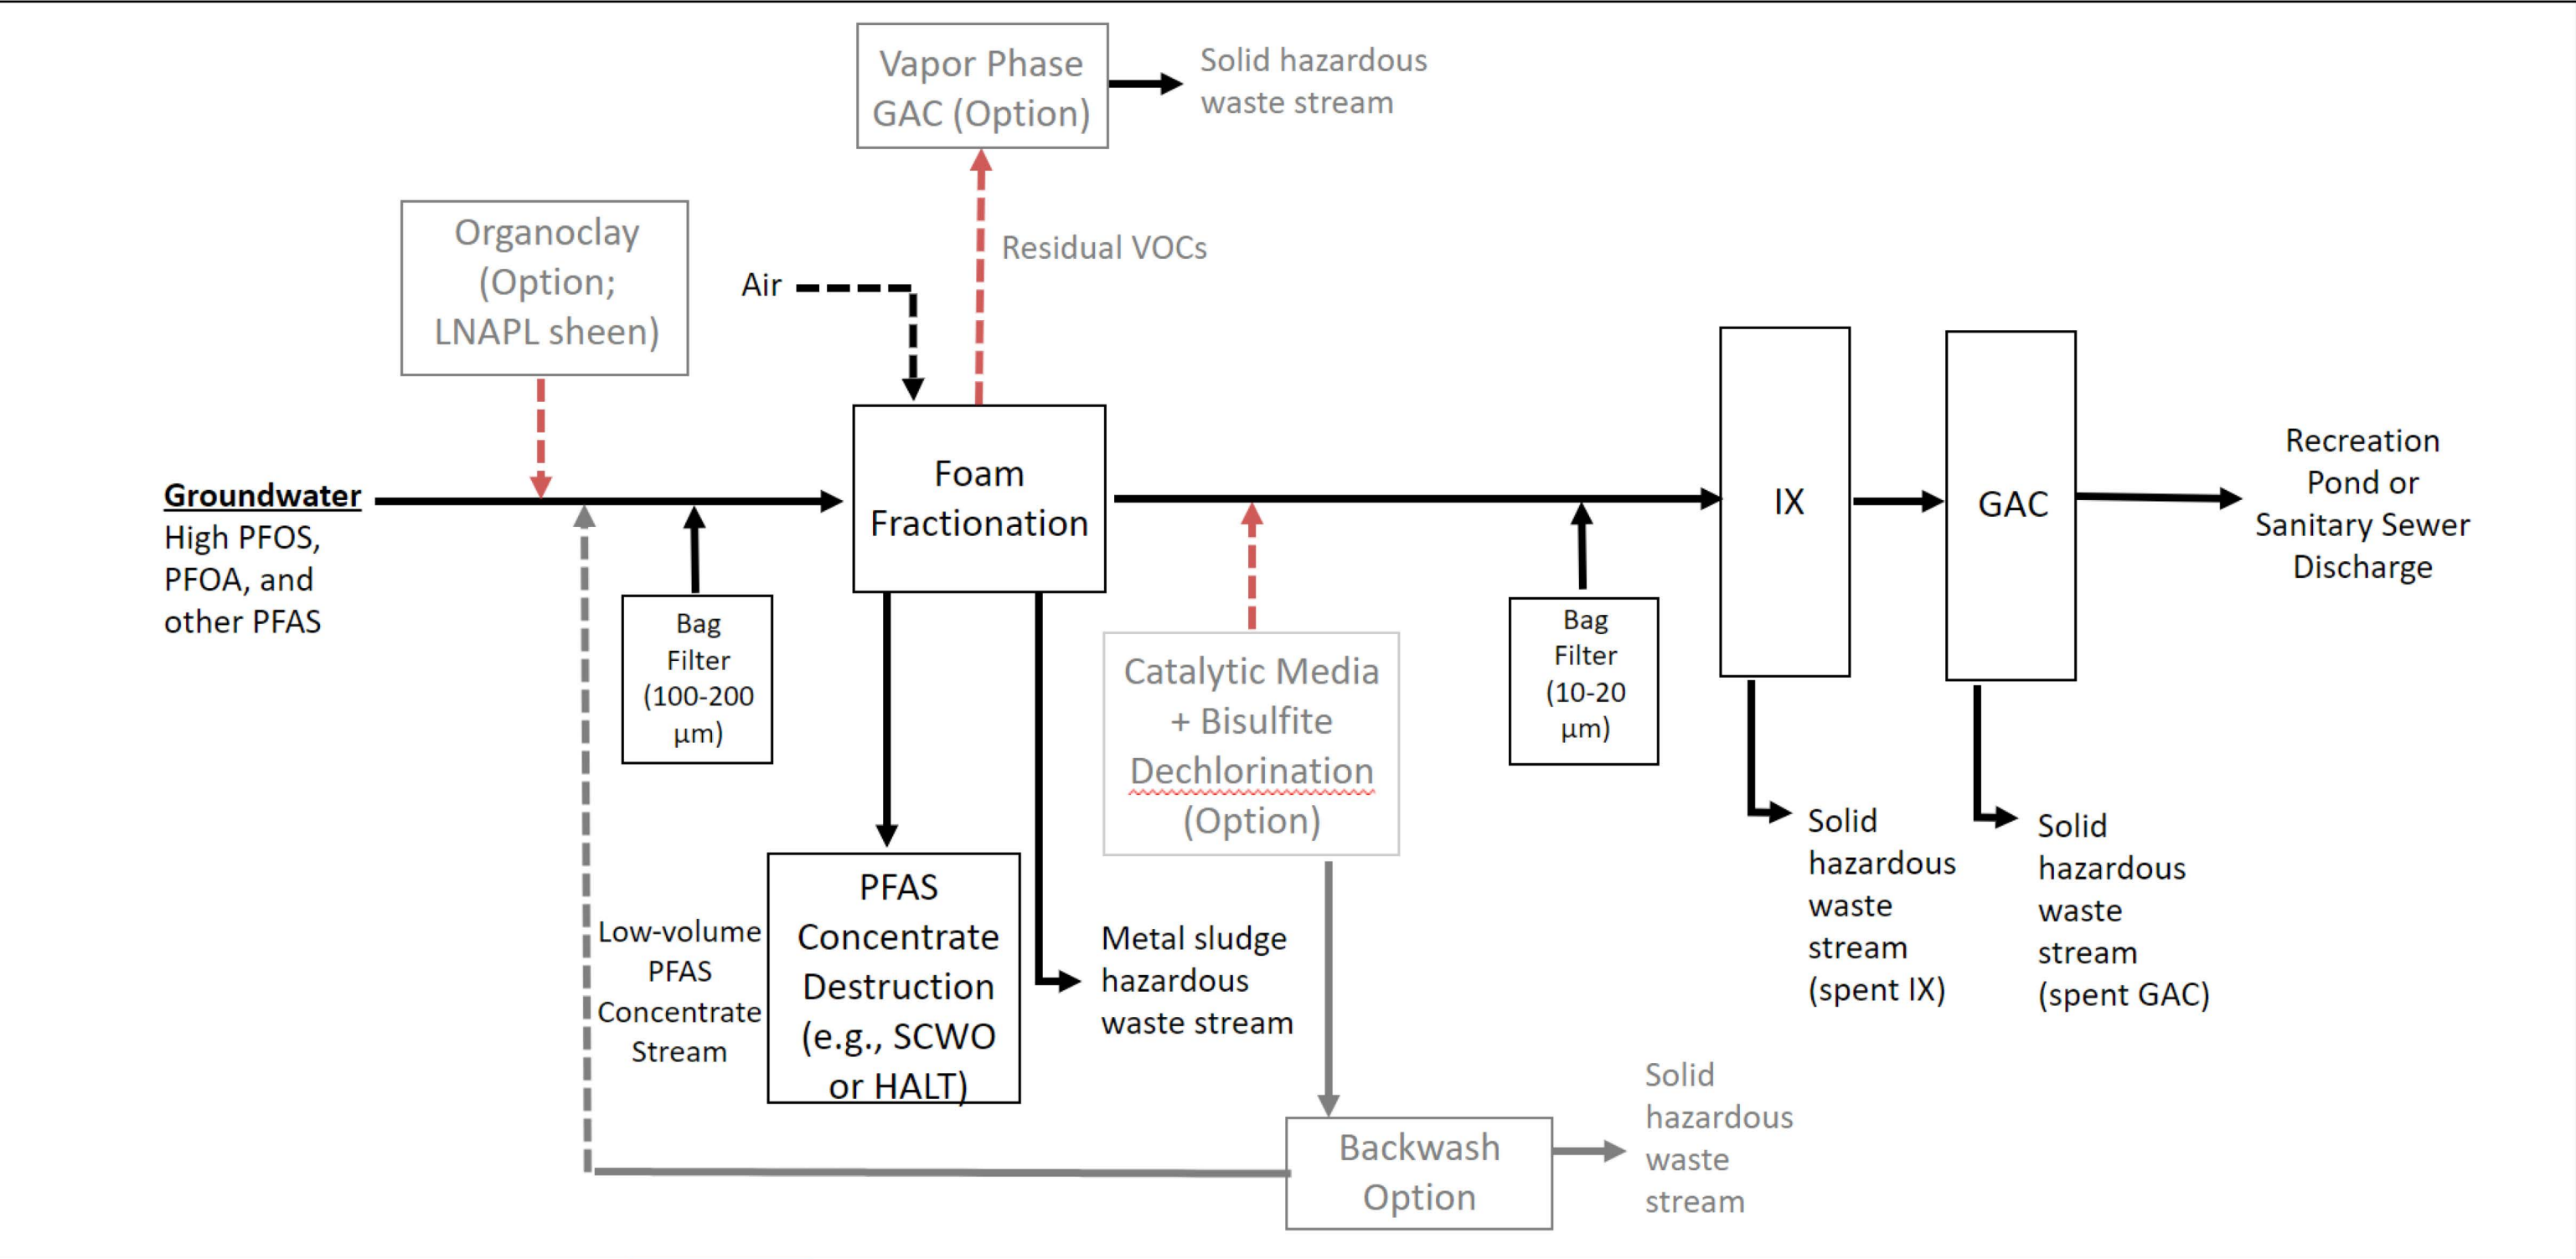 Vapor Phase
GAC (Option)
Solid hazardous
waste stream
Organoclay
(Option;
LNAPL sheen)
Residual VOCs
Air
Groundwater
High PFOS,
PFOA, and
other PFAS
Foam
Fractionation
IX
GAC
Recreation
Pond or
Sanitary Sewer
Discharge
Bag
Filter
(100-200
µm)
Catalytic Media
+ Bisulfite
Dechlorination
(Option)
Bag
Filter
(10-20
µm)
Low-volume
PFAS
Concentrate
Stream
PFAS
Concentrate
Destruction
(e.g., SCWO
or HALT)
Metal sludge
hazardous
waste stream
Solid
hazardous
waste
stream
(spent IX)
Solid
hazardous
waste
stream
(spent GAC)
Backwash
Option
Solid
hazardous
waste
stream